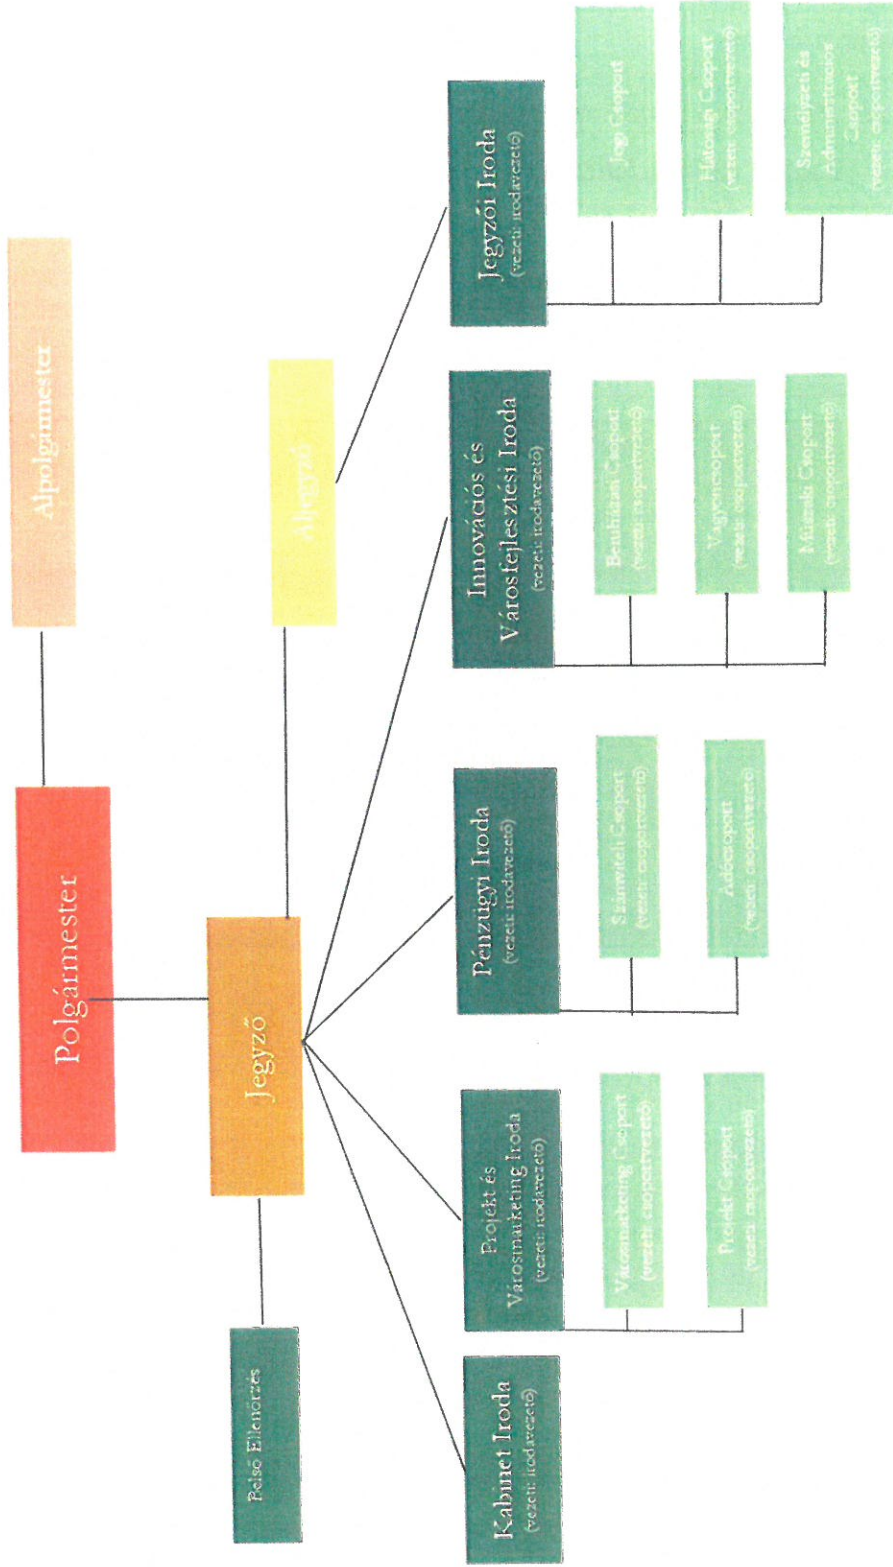 Polgármester
Alpolgármester
Jegyző
Aljegyző
Belső Ellenőrzés
Kabinet Iroda
(vezeti: irodavezető)
Projekt és
Városmarketing Iroda
(vezeti: irodavezető)
Városmarketing Csoport
(vezeti: csoportvezető)
Projekt Csoport
(vezeti: csoportvezető)
Pénzügyi Iroda
(vezeti: irodavezető)
Számviteli Csoport
(vezeti: csoportvezető)
Adócsoport
(vezeti: csoportvezető)
Innovációs és
Városfejlesztési Iroda
(vezeti: irodavezető)
Beruházási Csoport
(vezeti: csoportvezető)
Vagyoncsoport
(vezeti: csoportvezető)
Műszaki Csoport
(vezeti: csoportvezető)
Jegyzői Iroda
(vezeti: irodavezető)
Jogi Csoport
Hatósági Csoport
(vezeti: csoportvezető)
Személyzeti és
Adminisztrációs
Csoport
(vezeti: csoportvezető)